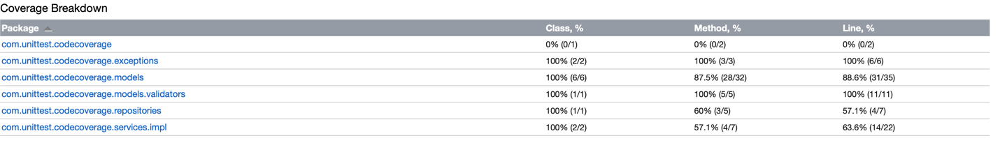 Coverage Breakdown
Package Class, % Method, % Line, %
com.unittest.codecoverage 0% (0/1) 0% (0/2) 0% (0/2)
com.unittest.codecoverage.exceptions 100% (2/2) 100% (3/3) 100% (6/6)
com.unittest.codecoverage.models 100% (6/6) 87.5% (28/32) 88.6% (31/35)
com.unittest.codecoverage.models.validators 100% (1/1) 100% (5/5) 100% (11/11)
com.unittest.codecoverage.repositories 100% (1/1) 60% (3/5) 57.1% (4/7)
com.unittest.codecoverage.services.impl 100% (2/2) 57.1% (4/7) 63.6% (14/22)